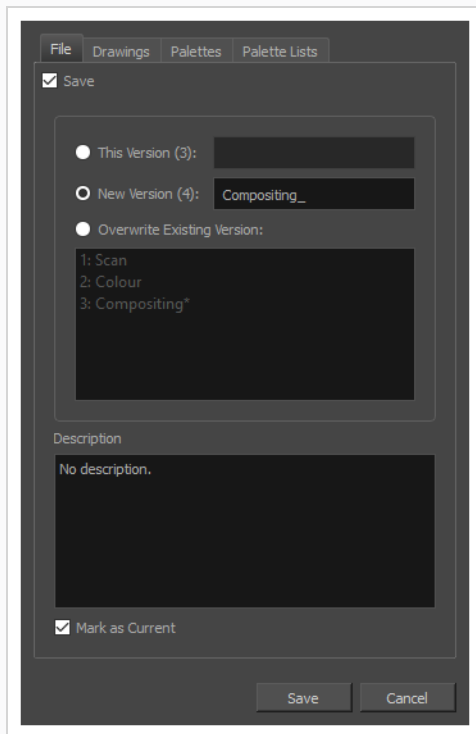 File Drawings Palettes Palette Lists
Save
This Version (3):
New Version (4): Compositing_
Overwrite Existing Version:
1: Scan
2: Colour
3: Compositing*
Description
No description.
Mark as Current
Save Cancel